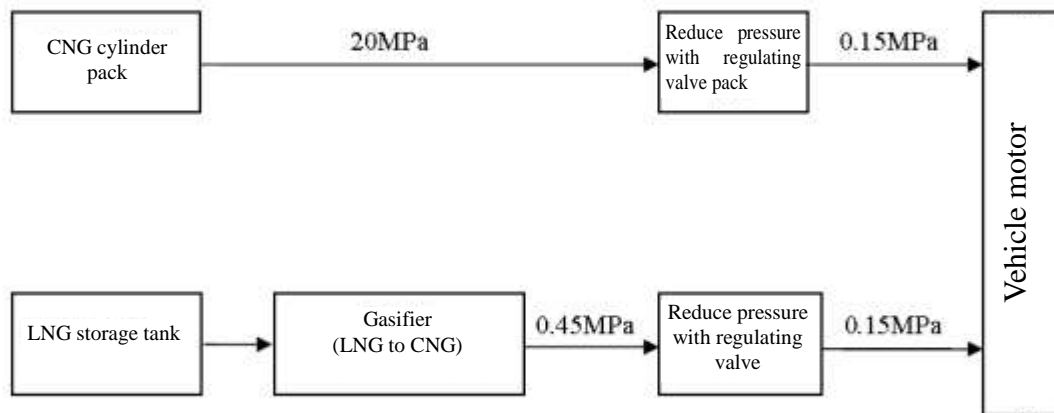 CNG cylinder
pack
20MPa
Reduce pressure
with regulating
valve pack
0.15MPa
Vehicle motor
LNG storage tank
Gasifier
(LNG to CNG)
0.45MPa
Reduce pressure
with regulating
valve
0.15MPa